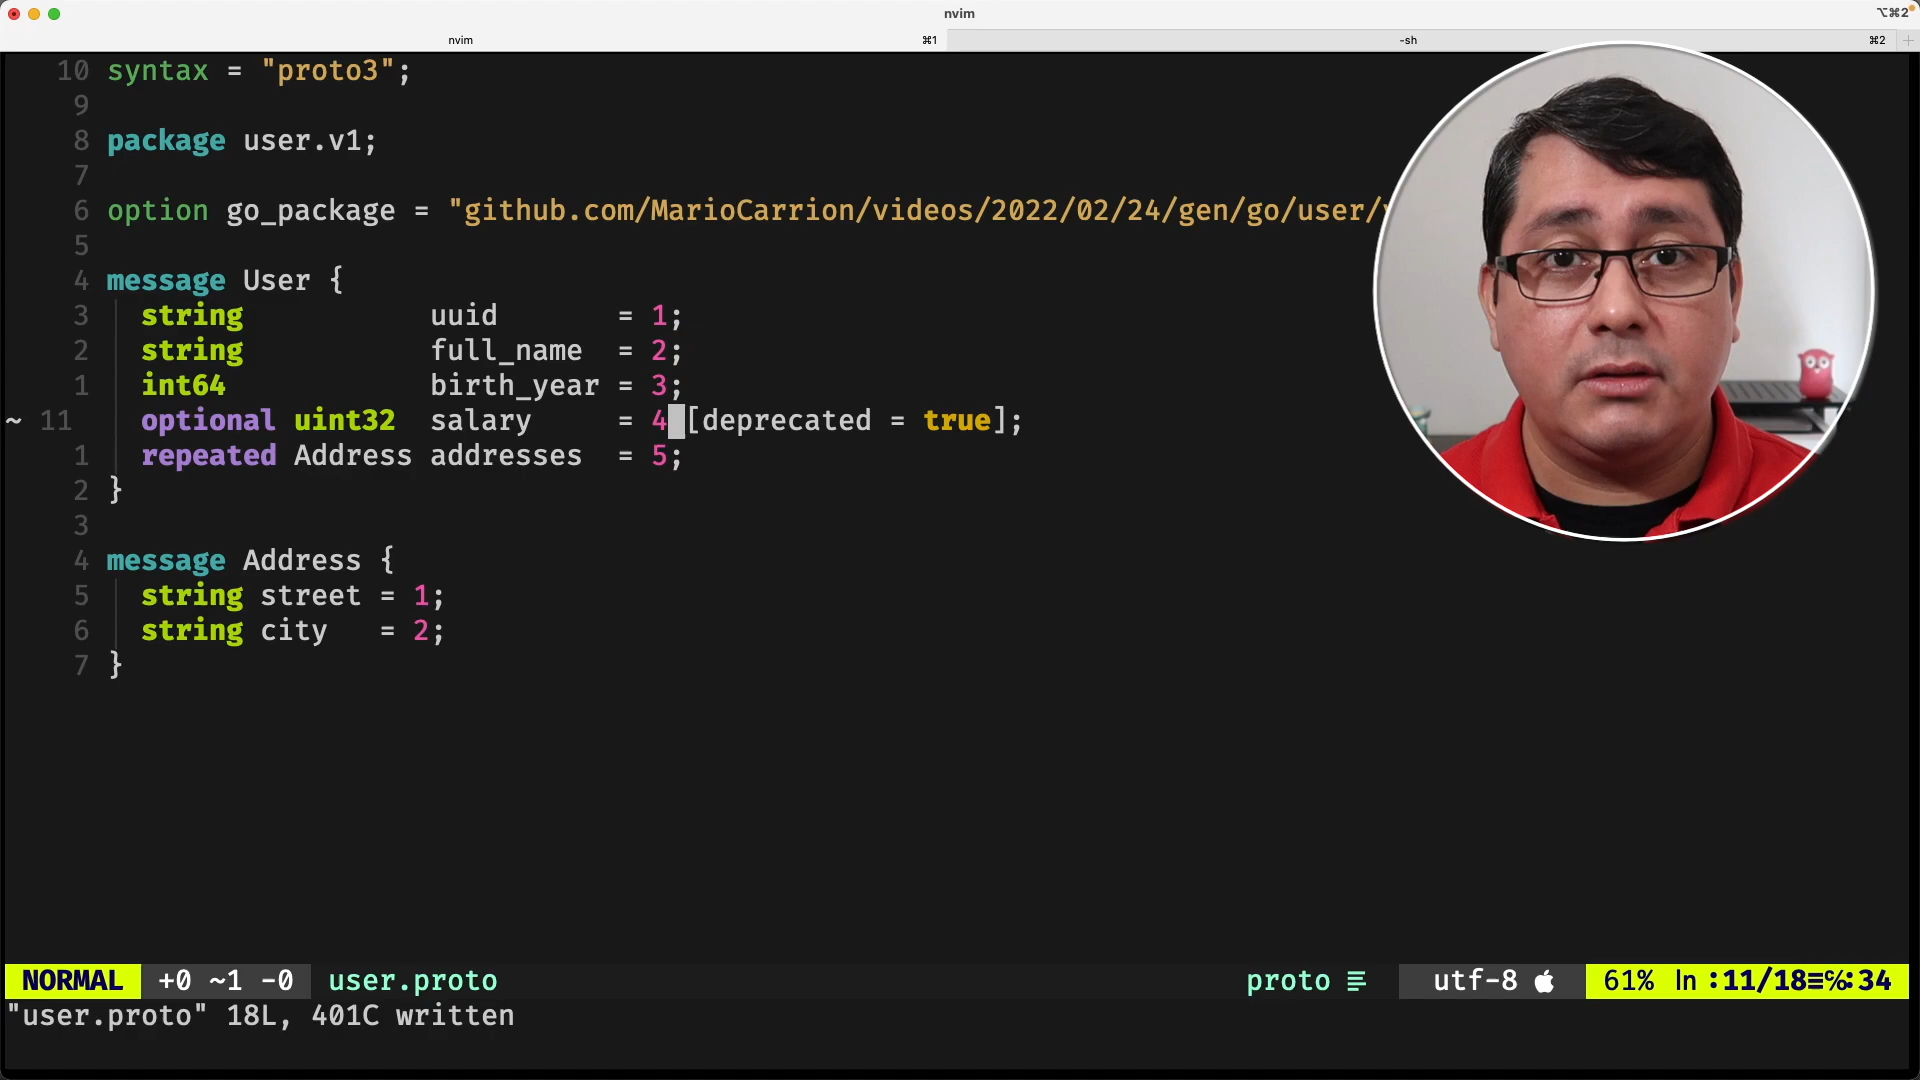 nvim
⌥⌘2
nvim ⌘1
-sh ⌘2
10 syntax = "proto3";
9
8 package user.v1;
7
6 option go_package = "github.com/MarioCarrion/videos/2022/02/24/gen/go/user/
5
4 message User {
3 string uuid = 1;
2 string full_name = 2;
1 int64 birth_year = 3;
~ 11 optional uint32 salary = 4 [deprecated = true];
1 repeated Address addresses = 5;
2 }
3
4 message Address {
5 string street = 1;
6 string city = 2;
7 }
NORMAL +0 ~1 -0 user.proto proto utf-8 61% ln :11/18≡℅:34
"user.proto" 18L, 401C written